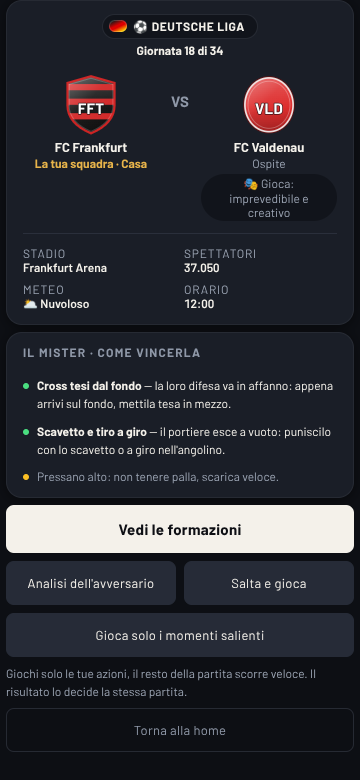 ⚽ DEUTSCHE LIGA
Giornata 18 di 34
FFT
VS
VLD
FC Frankfurt
La tua squadra · Casa
FC Valdenau
Ospite
🎭 Gioca:
imprevedibile e
creativo
STADIO
Frankfurt Arena
SPETTATORI
37.050
METEO
🌥️ Nuvoloso
ORARIO
12:00
IL MISTER · COME VINCERLA
Cross tesi dal fondo — la loro difesa va in affanno: appena
arrivi sul fondo, mettila tesa in mezzo.
Scavetto e tiro a giro — il portiere esce a vuoto: puniscilo
con lo scavetto o a giro nell'angolino.
Pressano alto: non tenere palla, scarica veloce.
Vedi le formazioni
Analisi dell'avversario
Salta e gioca
Gioca solo i momenti salienti
Giochi solo le tue azioni, il resto della partita scorre veloce. Il
risultato lo decide la stessa partita.
Torna alla home